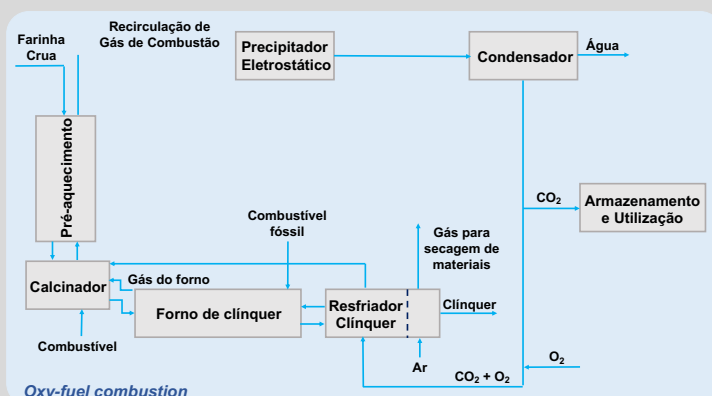 Recirculação de
Gás de Combustão
Farinha
Crua
Precipitador
Eletrostático
Condensador
Água
Pré-aquecimento
CO₂
Armazenamento
e Utilização
Combustível
fóssil
Gás para
secagem de
materiais
Calcinador
Gás do forno
Forno de clínquer
Resfriador
Clínquer
Clínquer
Combustível
Ar
CO₂ + O₂
O₂
Oxy-fuel combustion